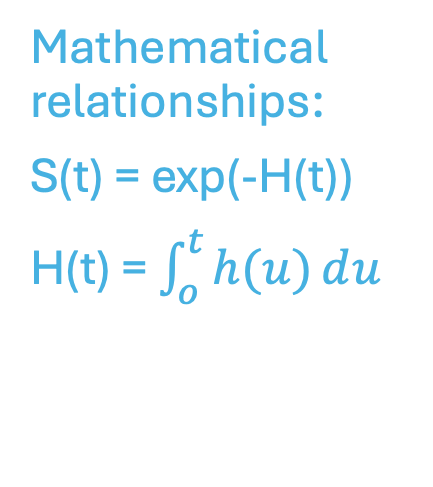 Mathematical
relationships:
S(t) = exp(-H(t))
H(t) = ∫ₒᵗ h(u) du